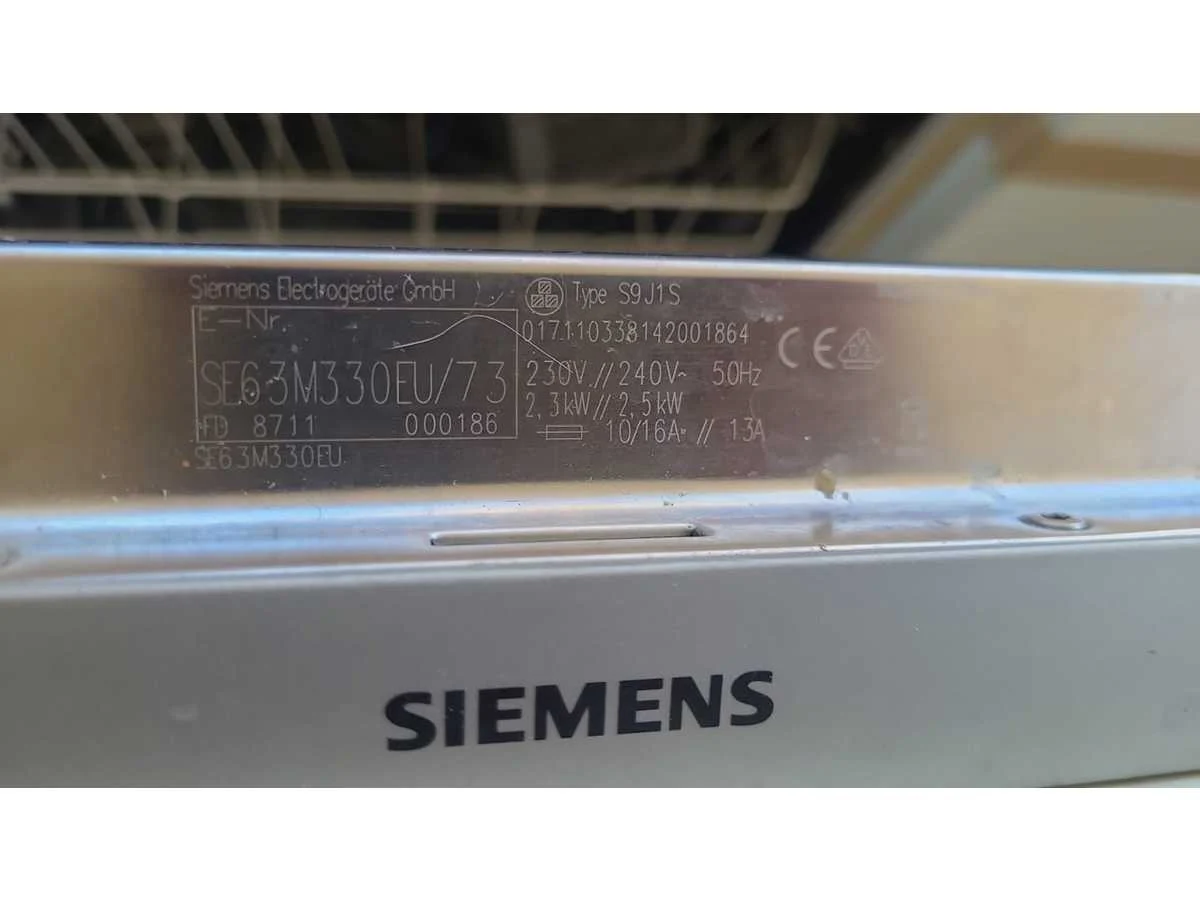 Siemens Electrogeräte GmbH
E-Nr.
SE63M330EU/73
FD 8711 000186
SE63M330EU
Type S9J1S
017110338142001864
230V // 240V~ 50Hz
2,3kW // 2,5kW
10/16A // 13A
CE
SIEMENS